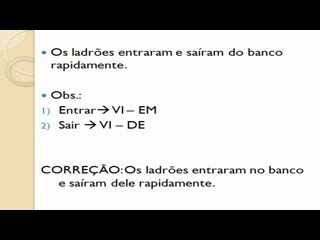 • Os ladrões entraram e saíram do banco
rapidamente.
• Obs.:
1) Entrar→VI – EM
2) Sair →VI – DE
CORREÇÃO:Os ladrões entraram no banco
e saíram dele rapidamente.